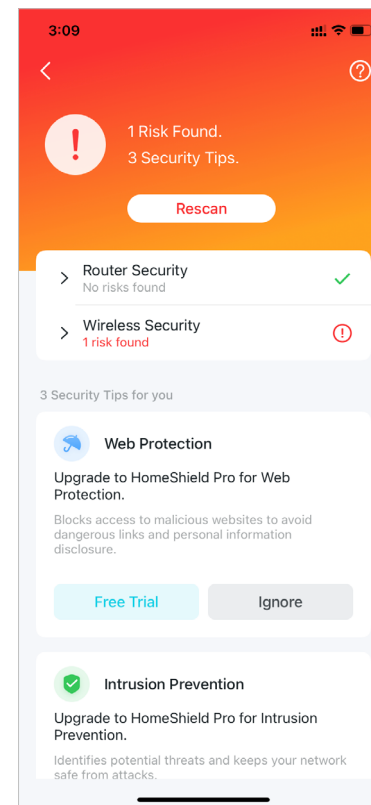 3:09
1 Risk Found.
3 Security Tips.
Rescan
Router Security
No risks found
Wireless Security
1 risk found
3 Security Tips for you
Web Protection
Upgrade to HomeShield Pro for Web
Protection.
Blocks access to malicious websites to avoid
dangerous links and personal information
disclosure.
Free Trial
Ignore
Intrusion Prevention
Upgrade to HomeShield Pro for Intrusion
Prevention.
Identifies potential threats and keeps your network
safe from attacks.